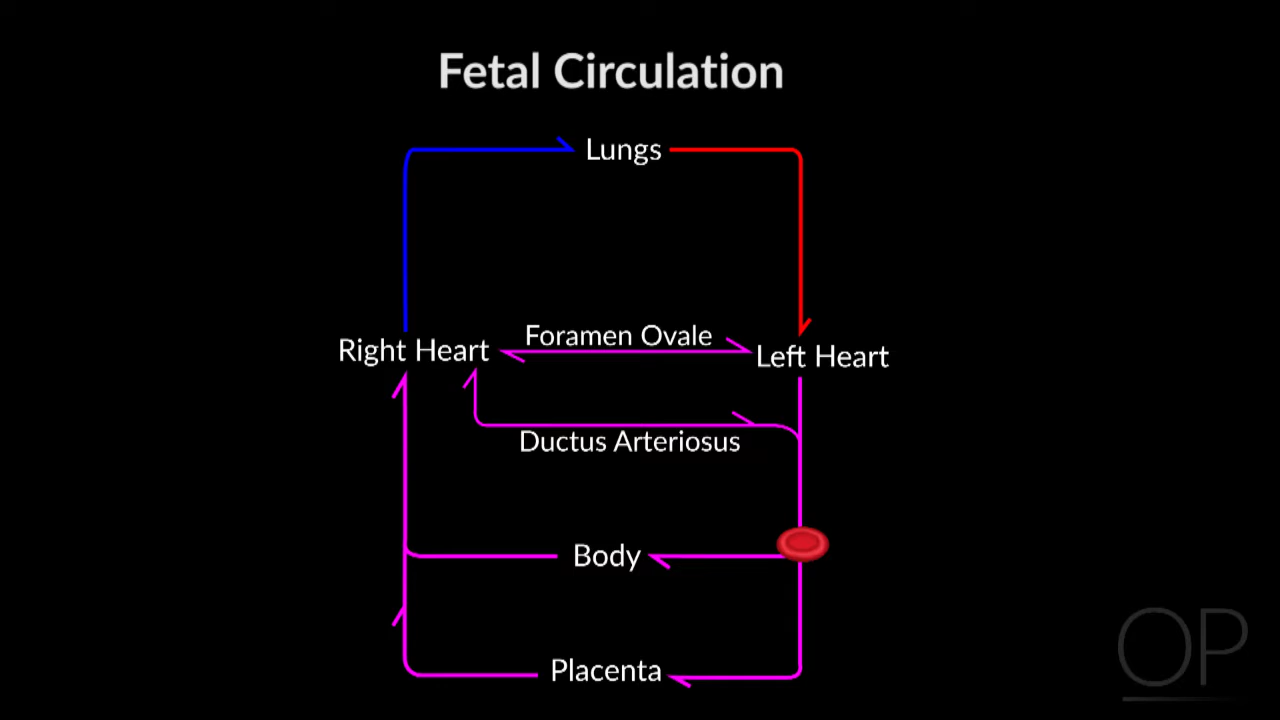 Fetal Circulation
Lungs
Foramen Ovale
Right Heart
Left Heart
Ductus Arteriosus
Body
Placenta
OP